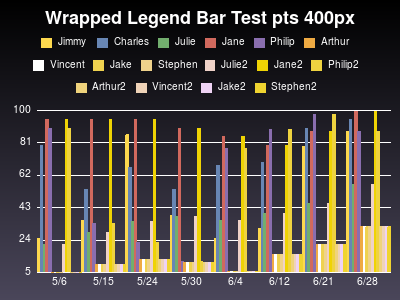 Wrapped Legend Bar Test pts 400px
Jimmy Charles Julie Jane Philip Arthur
Vincent Jake Stephen Julie2 Jane2 Philip2
Arthur2 Vincent2 Jake2 Stephen2
100
81
62
43
24
5
5/6 5/15 5/24 5/30 6/4 6/12 6/21 6/28